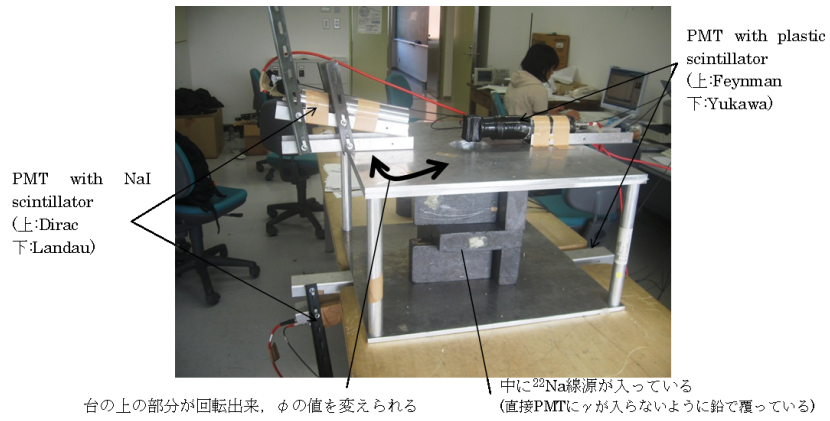 PMT with plastic
scintillator
(上:Feynman
下:Yukawa)
PMT with NaI
scintillator
(上:Dirac
下:Landau)
台の上の部分が回転出来，φの値を変えられる
中に²²Na線源が入っている
(直接PMTにγが入らないように鉛で覆っている)